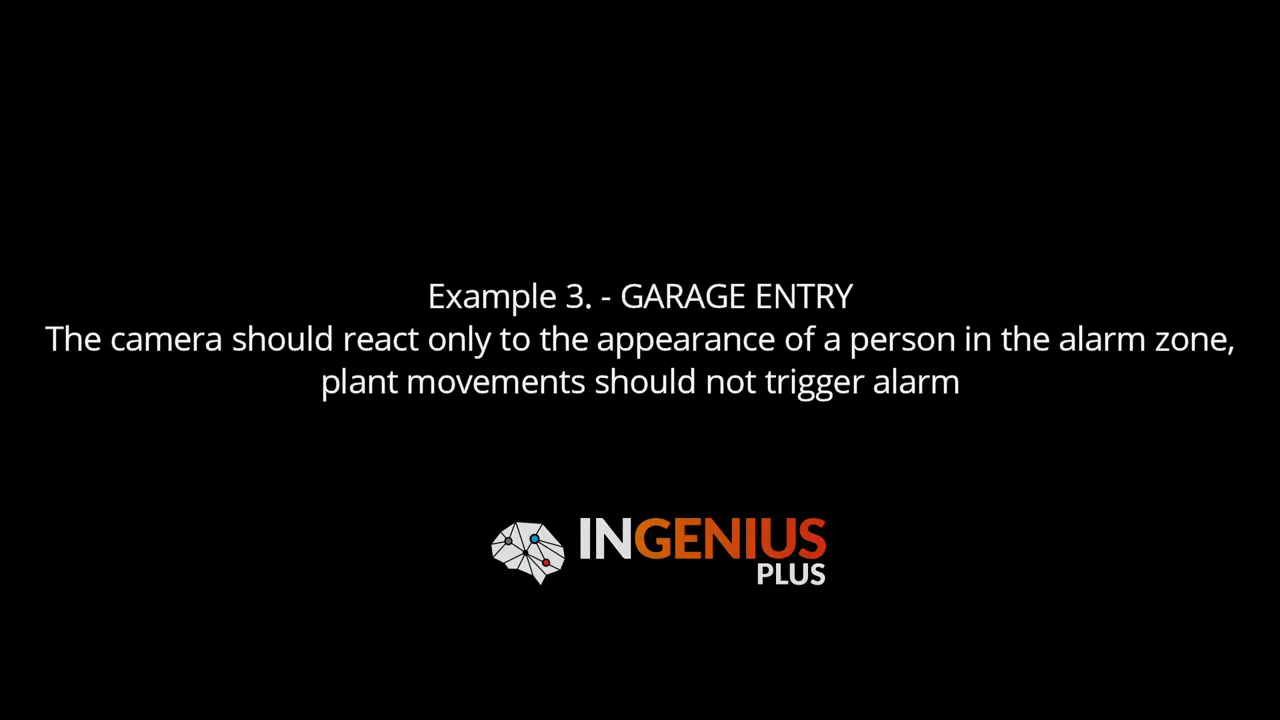 Example 3. - GARAGE ENTRY
The camera should react only to the appearance of a person in the alarm zone,
plant movements should not trigger alarm
INGENIUS
PLUS